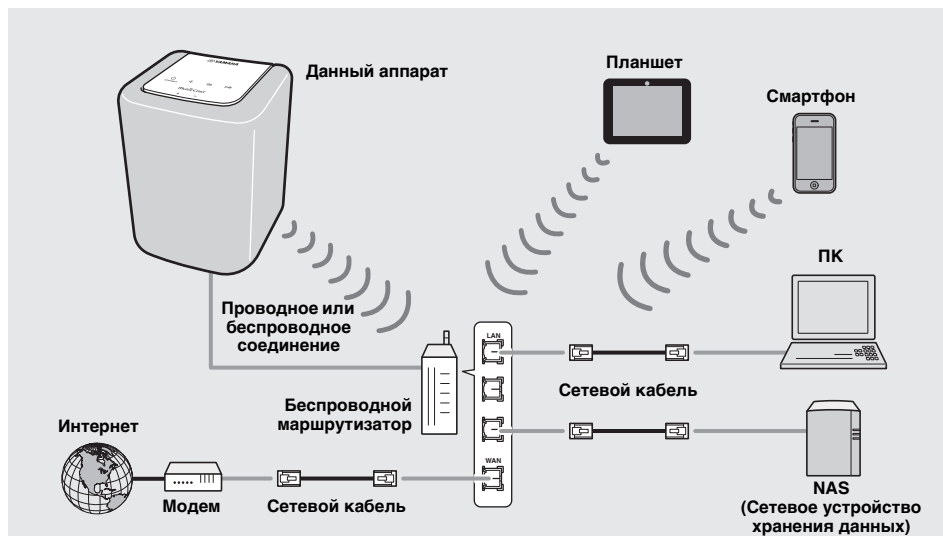 YAMAHA
MusicCast
Данный аппарат
Планшет
Смартфон
ПК
Проводное или
беспроводное
соединение
LAN
Сетевой кабель
Беспроводной
маршрутизатор
Интернет
WAN
Модем
Сетевой кабель
NAS
(Сетевое устройство
хранения данных)